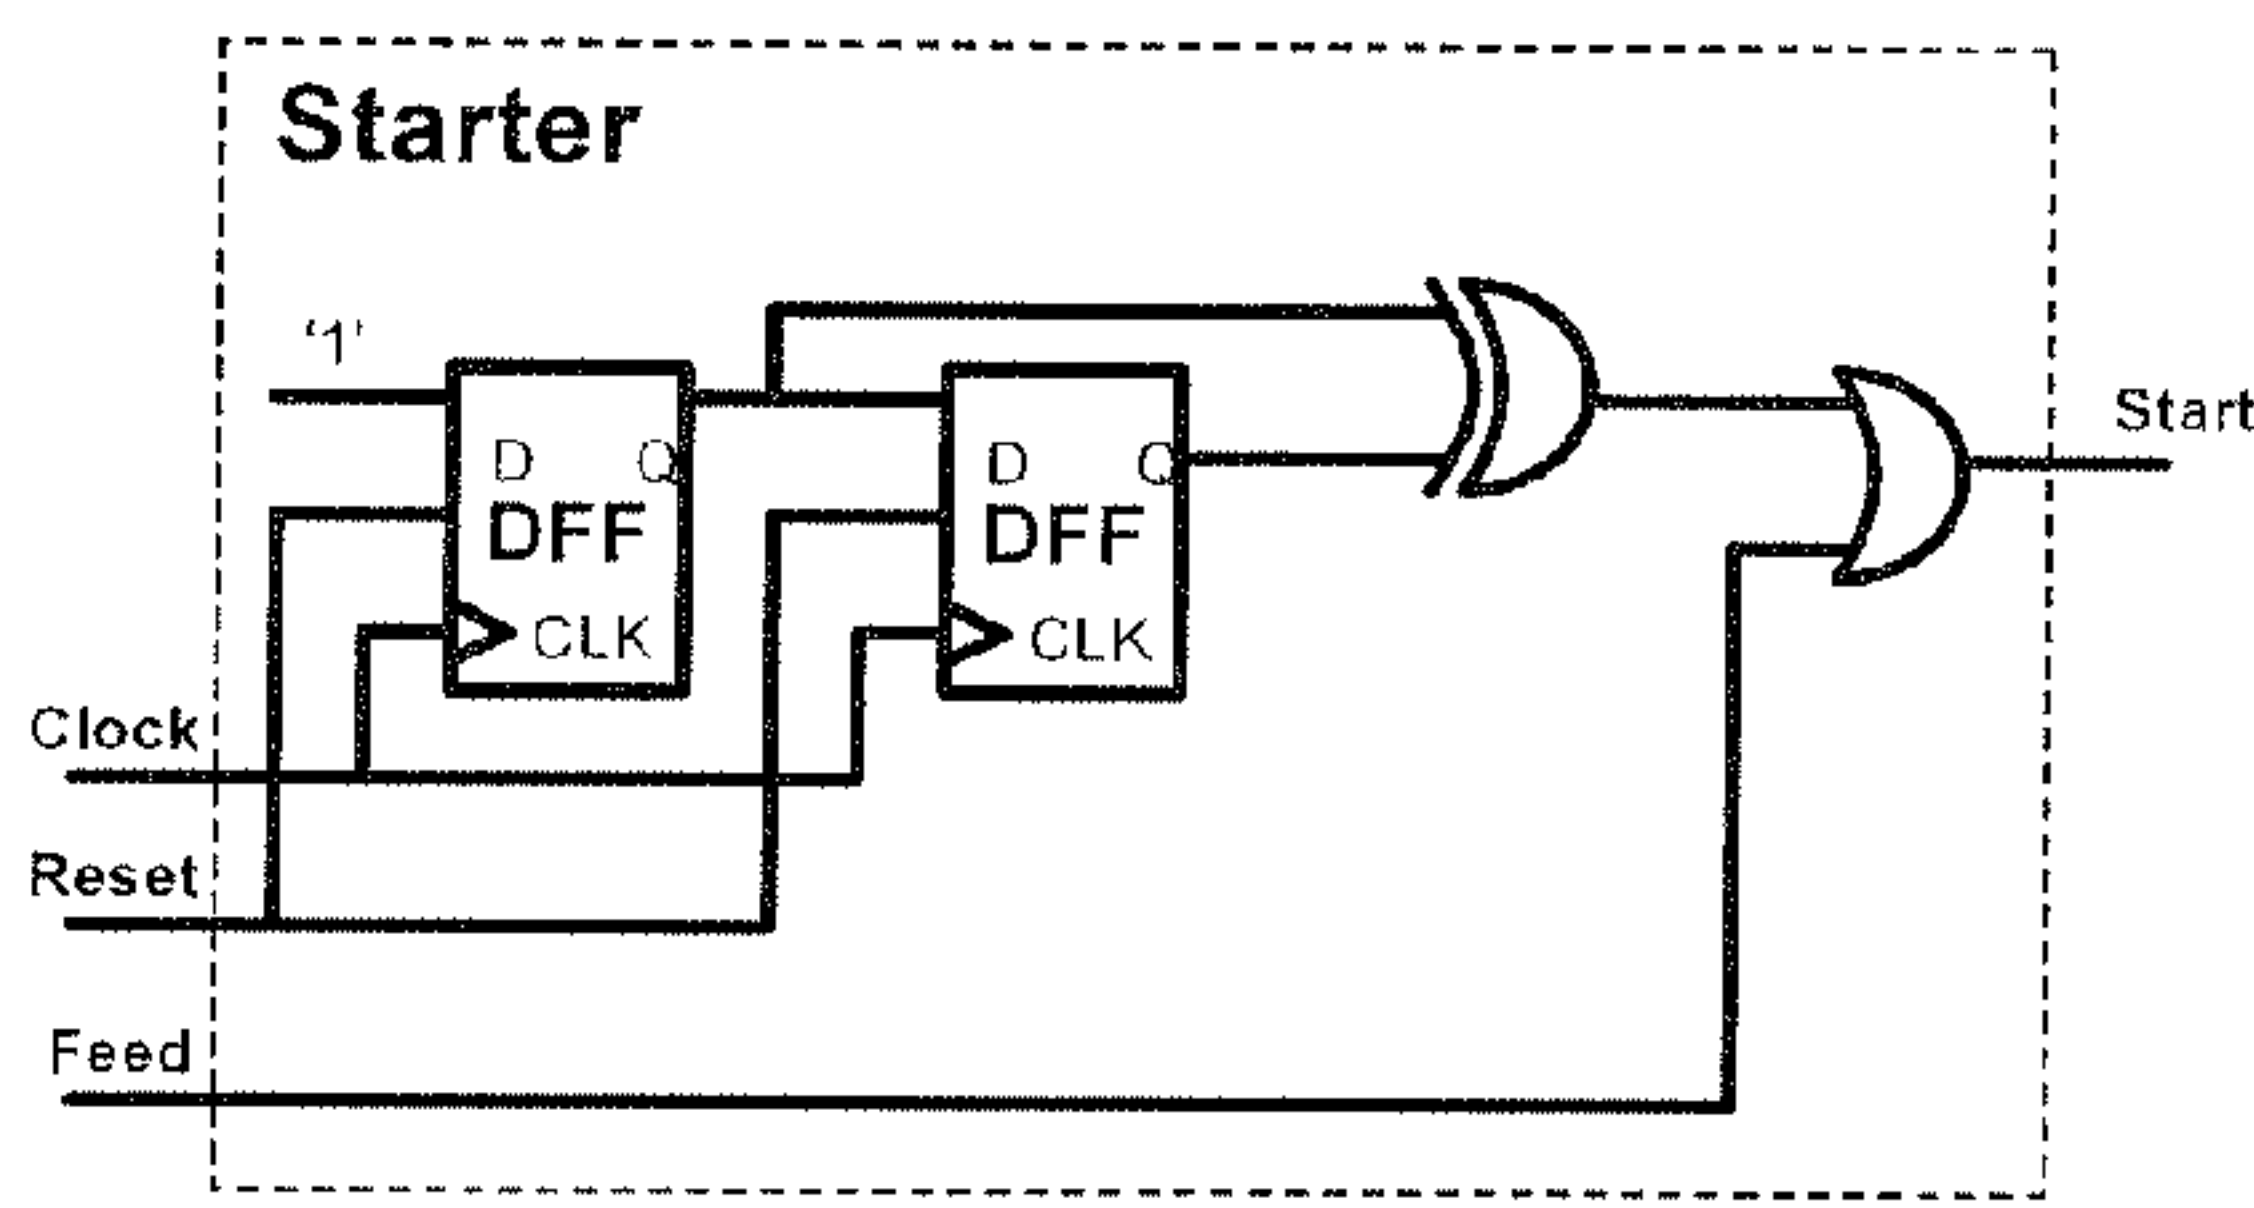 Starter
'1'
D Q
DFF
CLK
D Q
DFF
CLK
Start
Clock
Reset
Feed